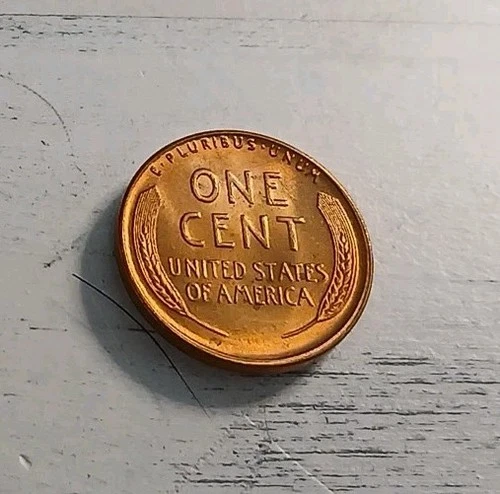 E·PLURIBUS·UNUM
ONE
CENT
UNITED STATES
OF AMERICA